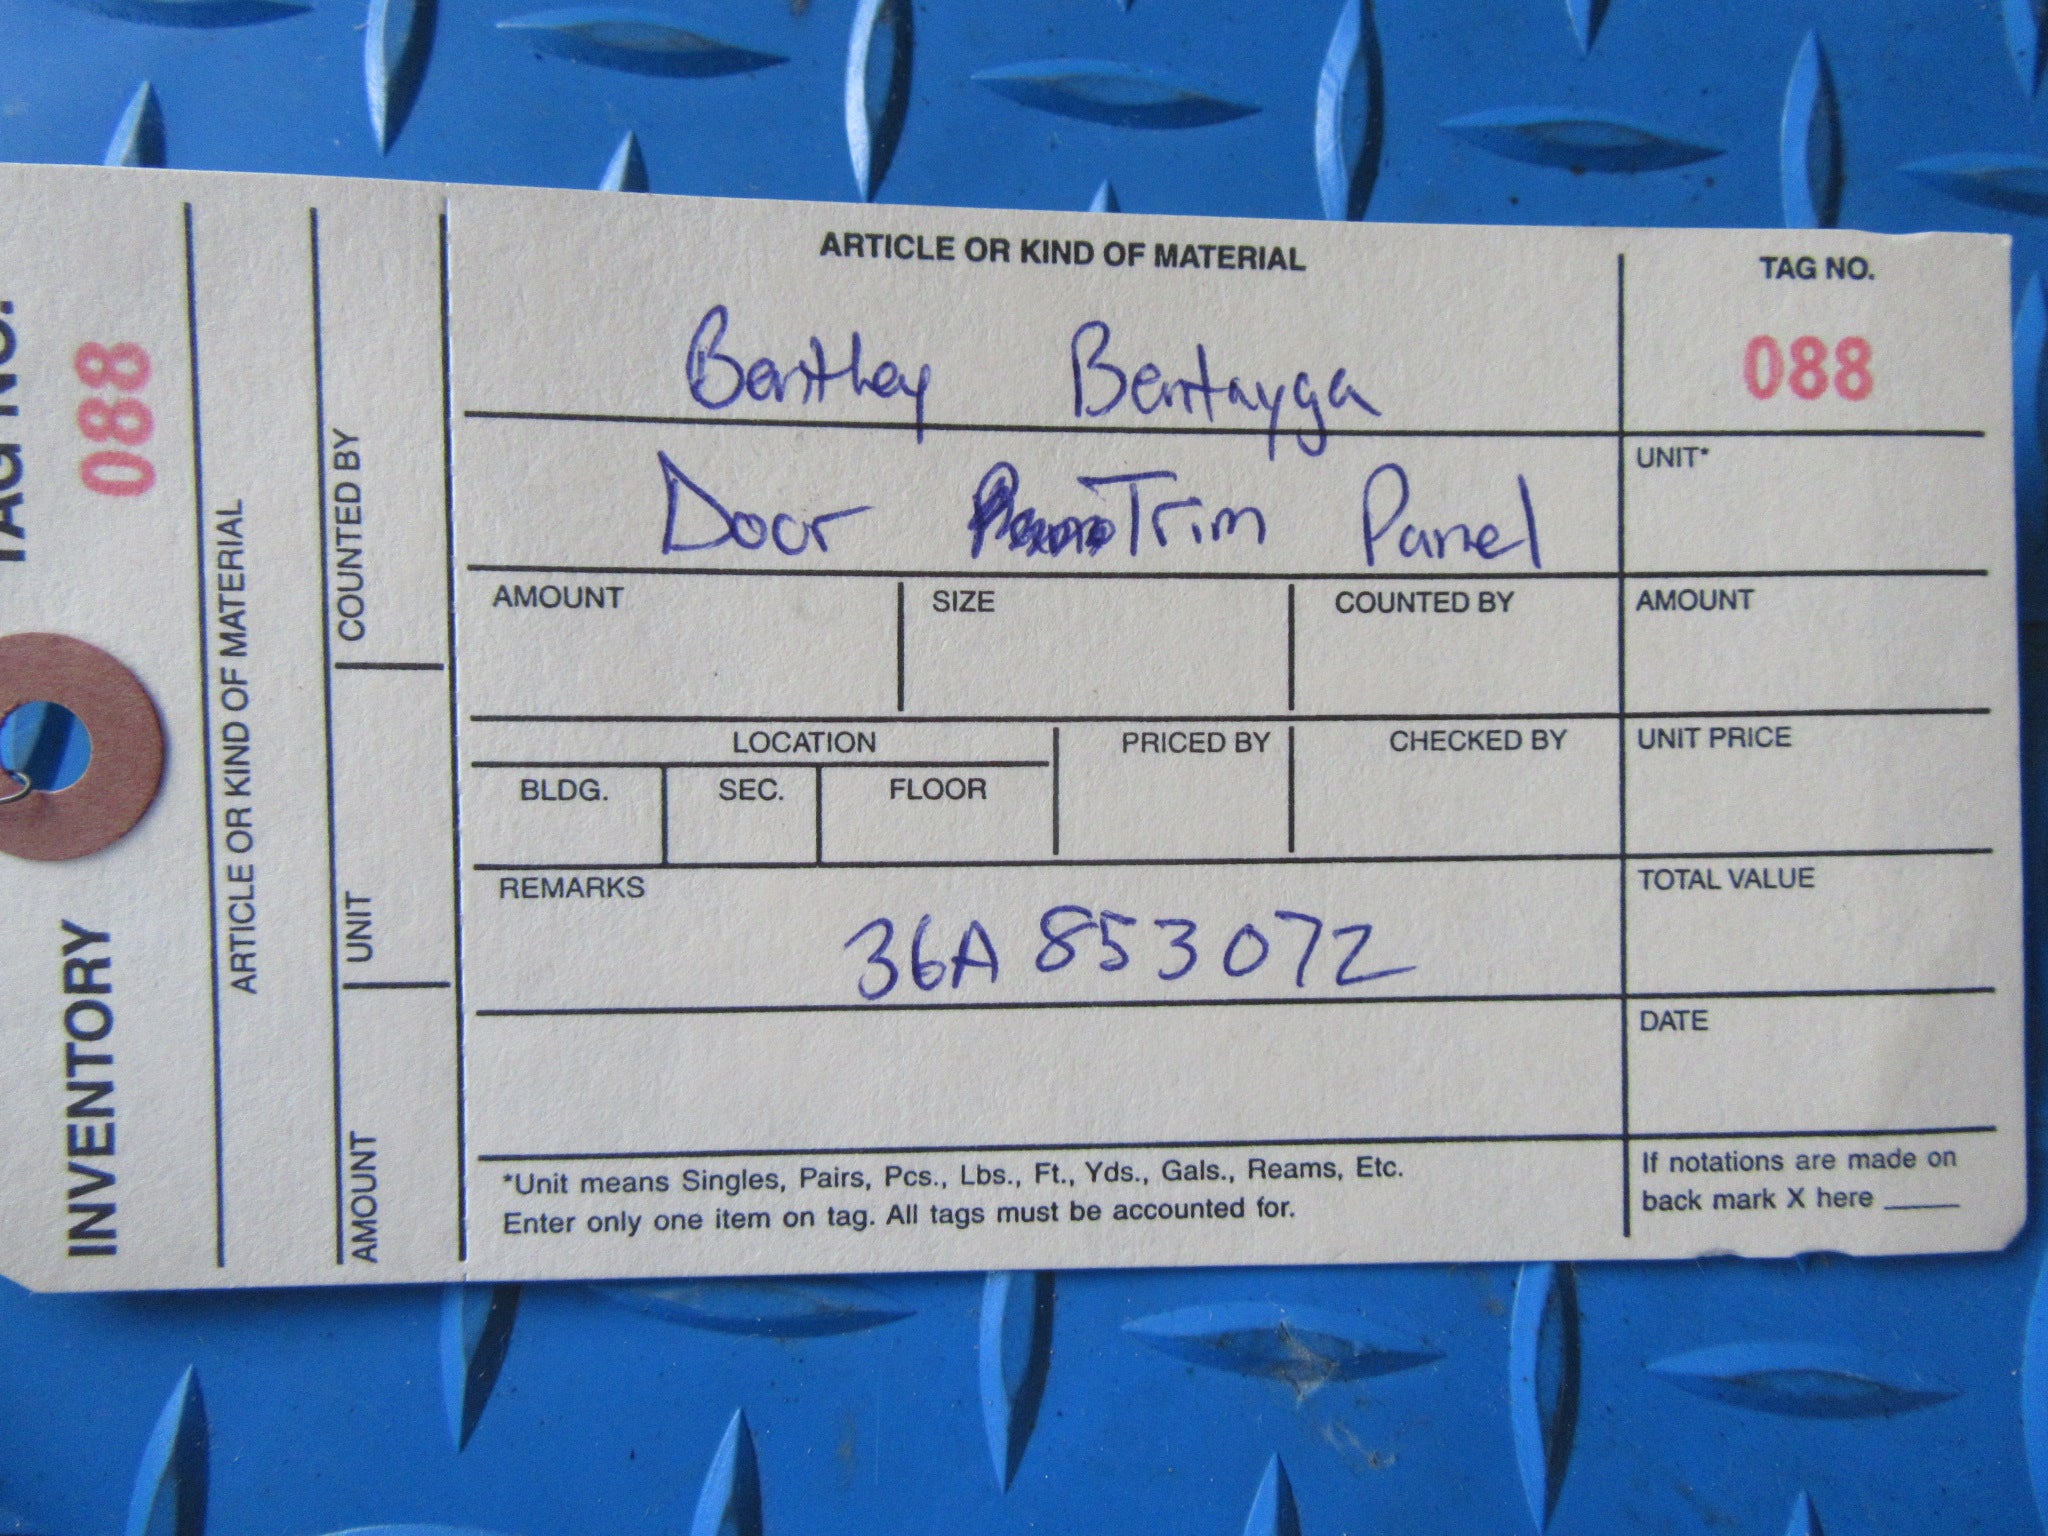 TAG NO.
088
INVENTORY
ARTICLE OR KIND OF MATERIAL
COUNTED BY
UNIT
AMOUNT
ARTICLE OR KIND OF MATERIAL
Bentley Bentayga
Door Trim Panel
TAG NO.
088
UNIT*
AMOUNT SIZE COUNTED BY AMOUNT
LOCATION PRICED BY CHECKED BY UNIT PRICE
BLDG. SEC. FLOOR
REMARKS
36A 853 072
TOTAL VALUE
DATE
*Unit means Singles, Pairs, Pcs., Lbs., Ft., Yds., Gals., Reams, Etc.
Enter only one item on tag. All tags must be accounted for.
If notations are made on
back mark X here ____